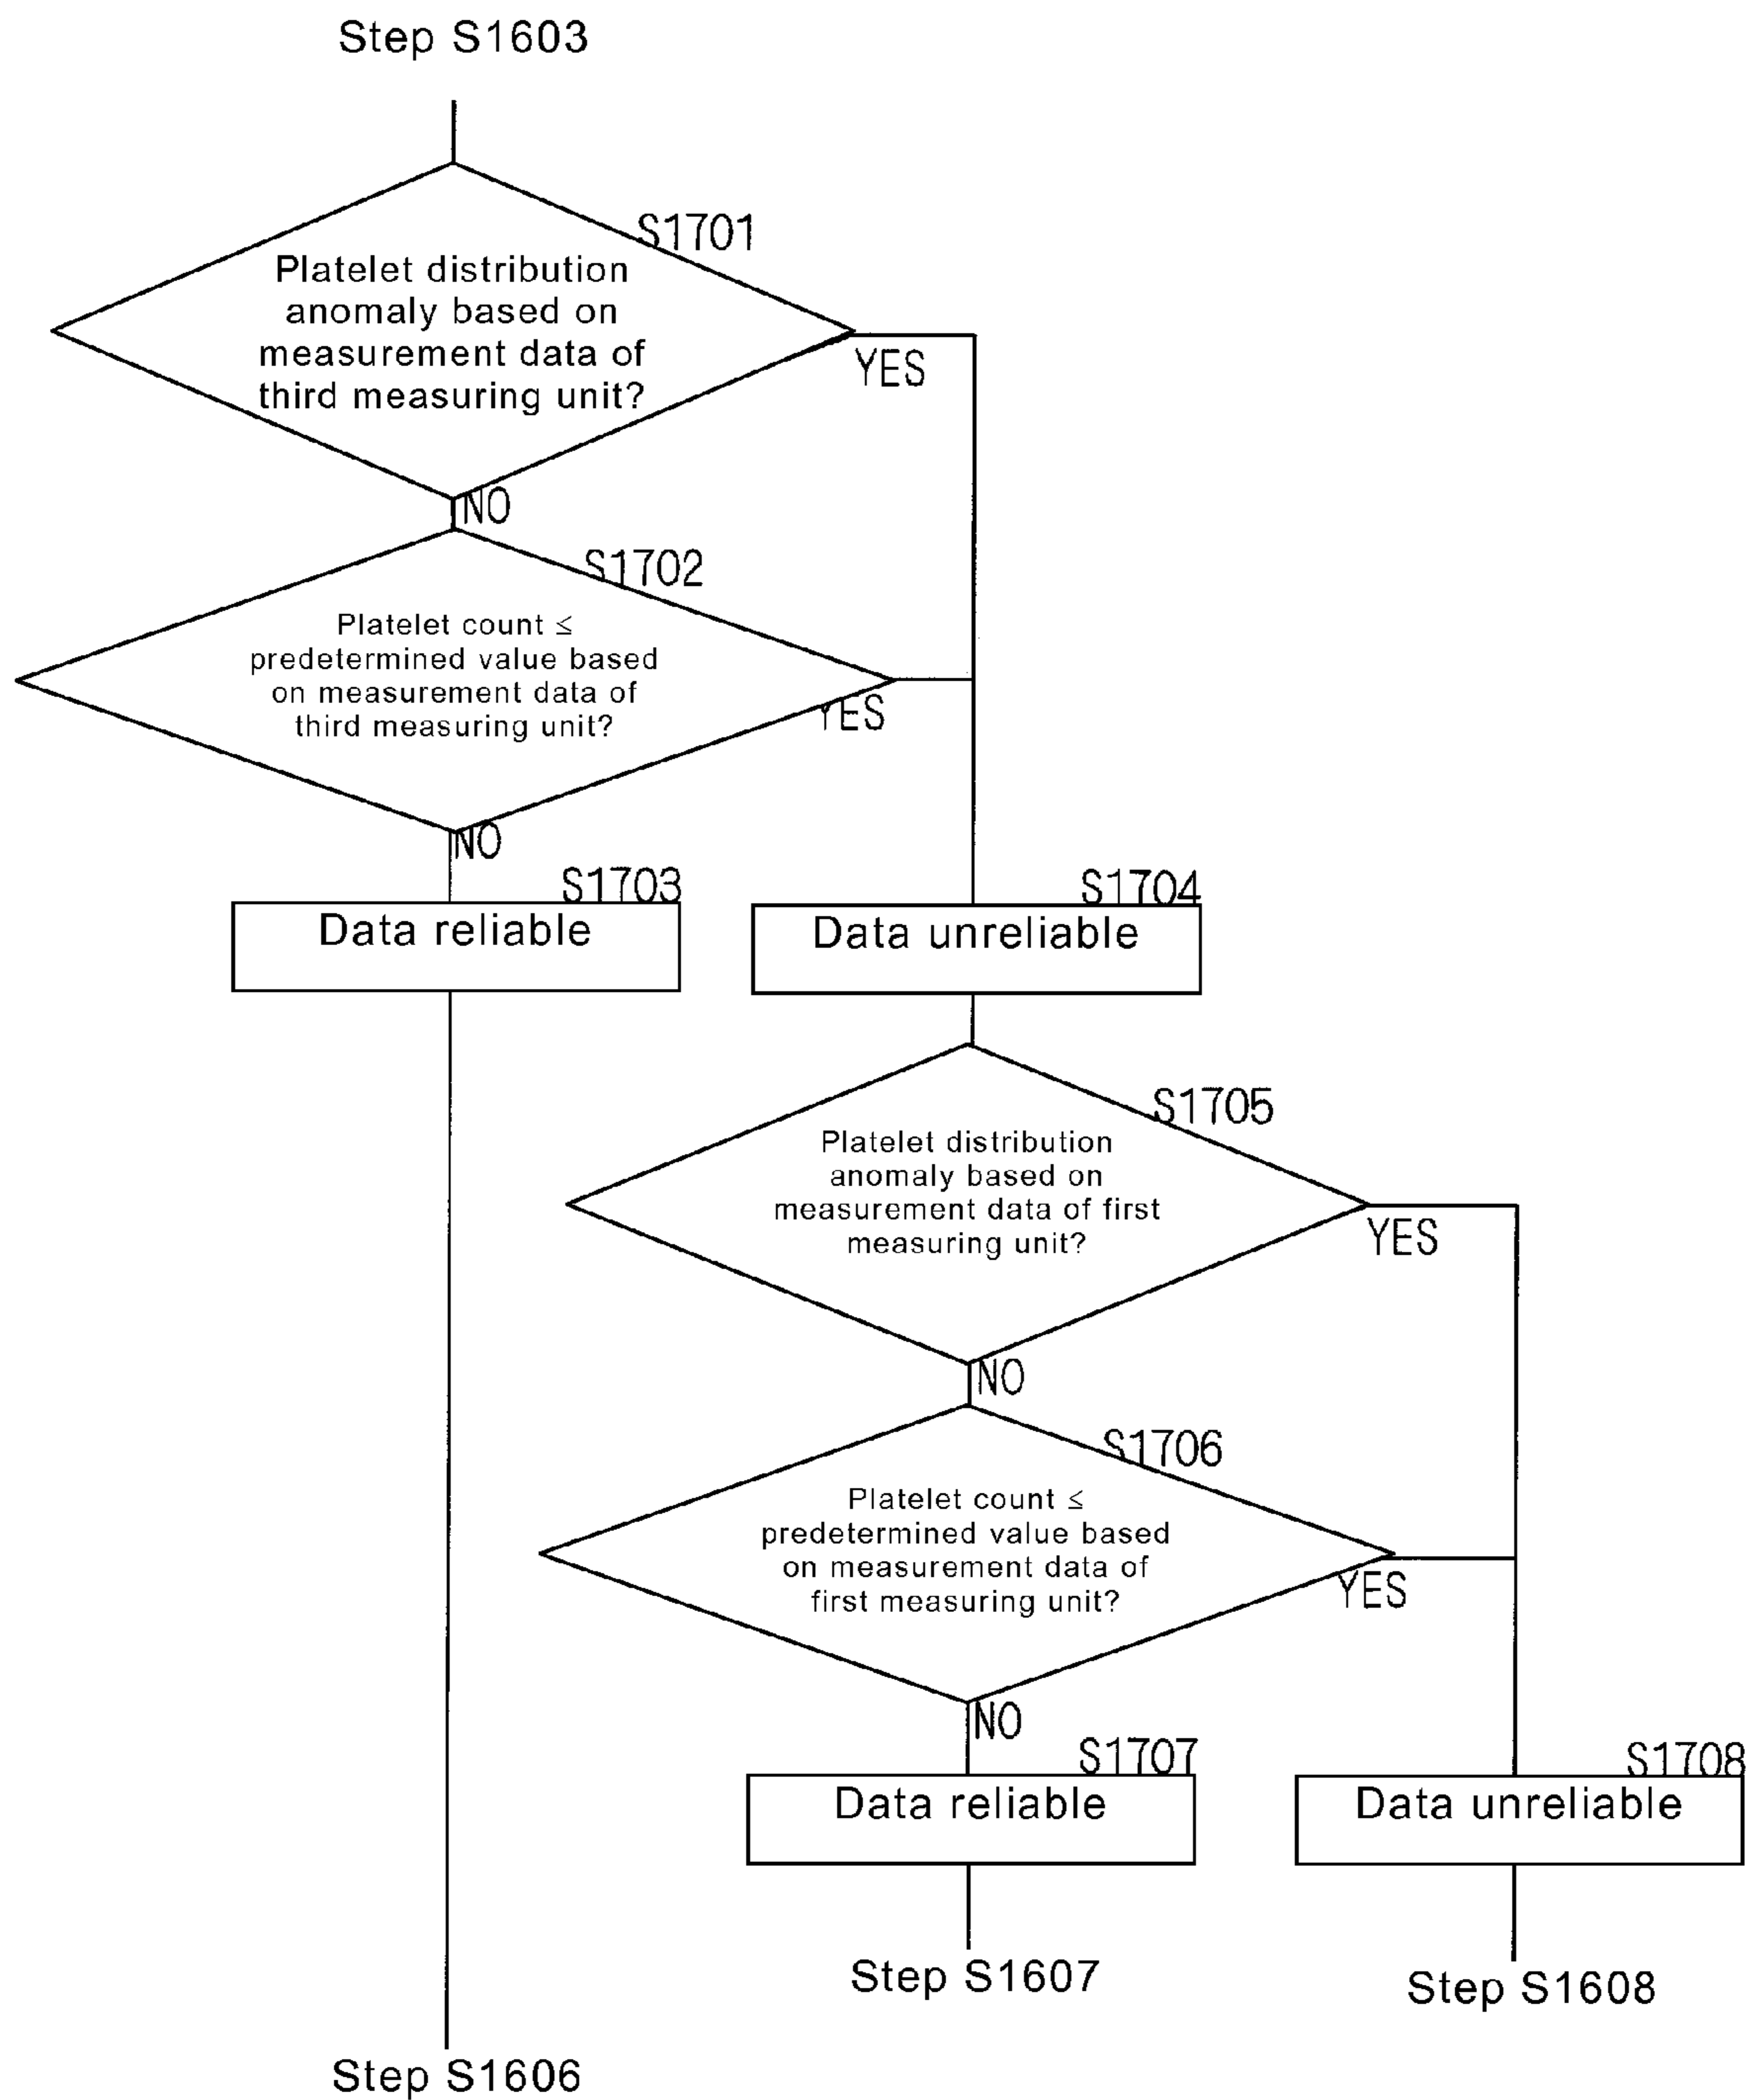 Step S1603
S1701
Platelet distribution
anomaly based on
measurement data of
third measuring unit?
YES
NO
S1702
Platelet count ≤
predetermined value based
on measurement data of
third measuring unit?
YES
NO
S1703
Data reliable
S1704
Data unreliable
S1705
Platelet distribution
anomaly based on
measurement data of first
measuring unit?
YES
NO
S1706
Platelet count ≤
predetermined value based
on measurement data of
first measuring unit?
YES
NO
S1707
Data reliable
S1708
Data unreliable
Step S1607
Step S1608
Step S1606